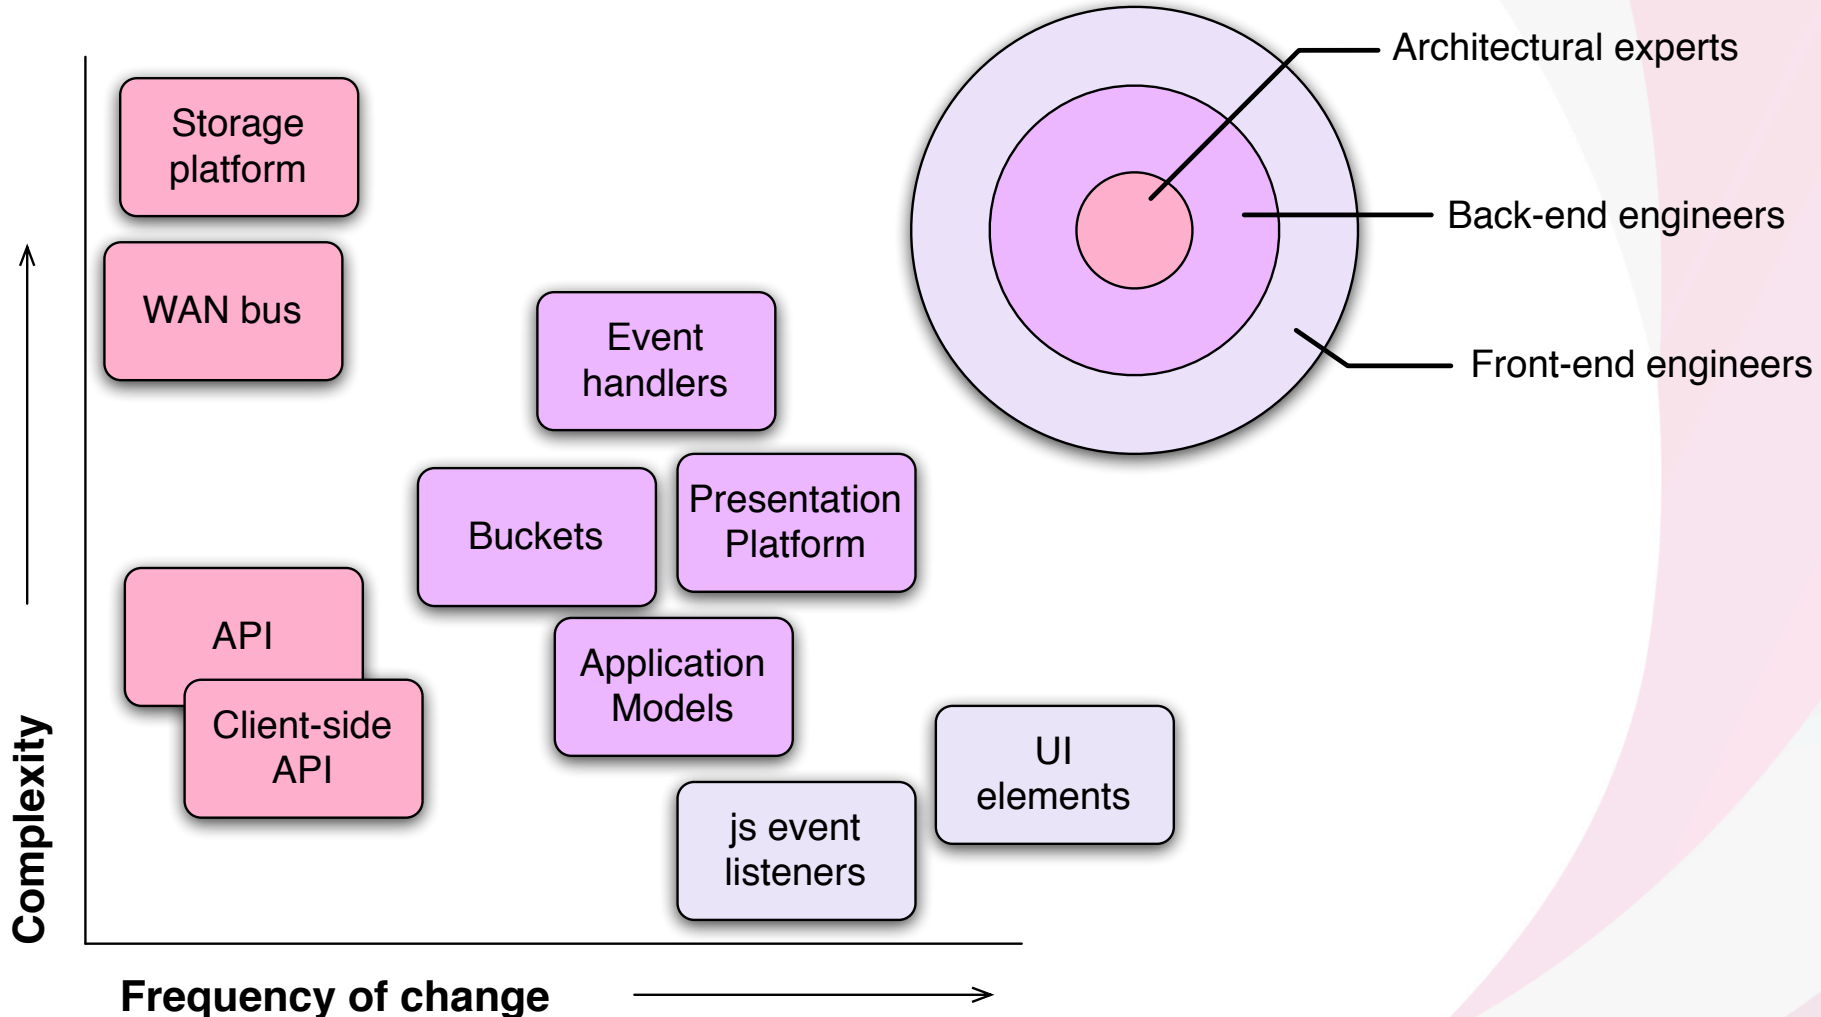 Architectural experts
Back-end engineers
Front-end engineers
Storage
platform
WAN bus
Event
handlers
Buckets
Presentation
Platform
API
Client-side
API
Application
Models
js event
listeners
UI
elements
Complexity
Frequency of change